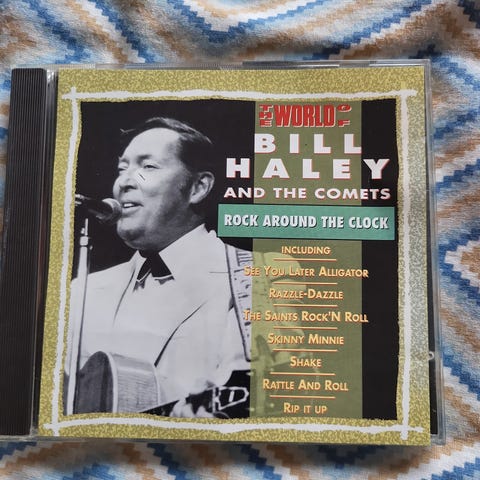 THE WORLD OF
BILL
HALEY
AND THE COMETS
ROCK AROUND THE CLOCK
INCLUDING
SEE YOU LATER ALLIGATOR
RAZZLE-DAZZLE
THE SAINTS ROCK'N ROLL
SKINNY MINNIE
SHAKE
RATTLE AND ROLL
RIP IT UP